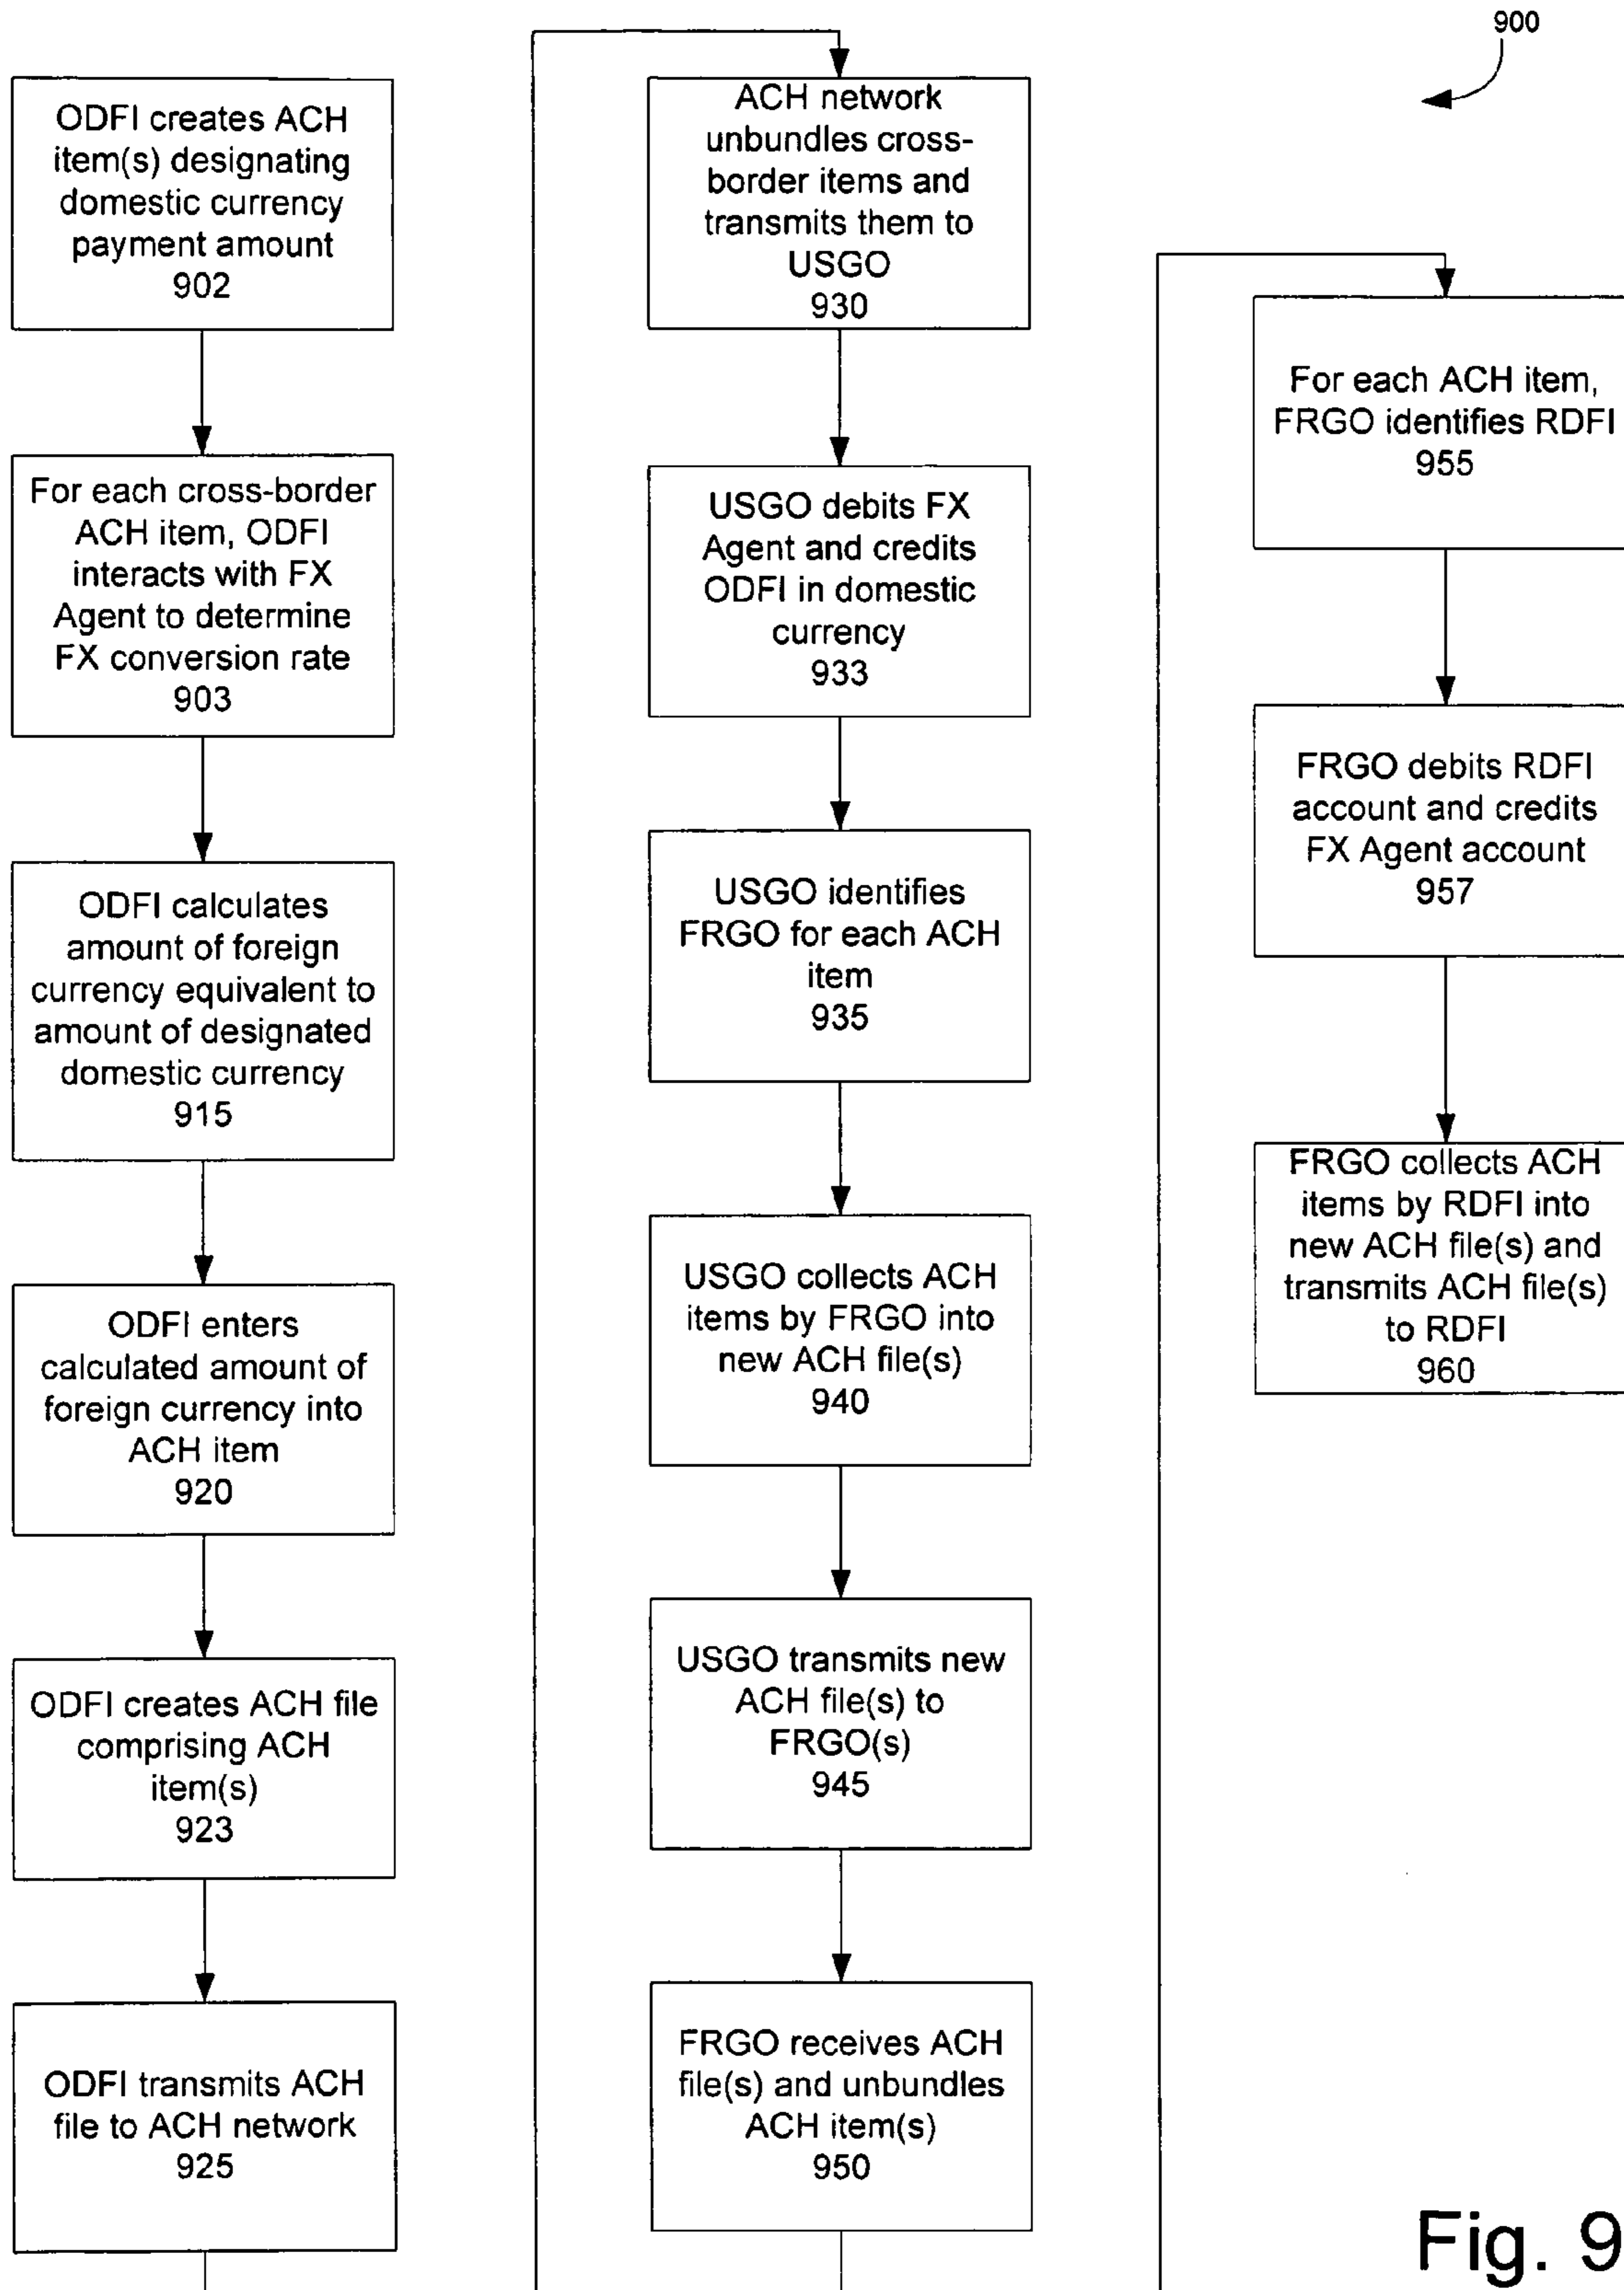 900
ODFI creates ACH
item(s) designating
domestic currency
payment amount
902
For each cross-border
ACH item, ODFI
interacts with FX
Agent to determine
FX conversion rate
903
ODFI calculates
amount of foreign
currency equivalent to
amount of designated
domestic currency
915
ODFI enters
calculated amount of
foreign currency into
ACH item
920
ODFI creates ACH file
comprising ACH
item(s)
923
ODFI transmits ACH
file to ACH network
925
ACH network
unbundles cross-
border items and
transmits them to
USGO
930
USGO debits FX
Agent and credits
ODFI in domestic
currency
933
USGO identifies
FRGO for each ACH
item
935
USGO collects ACH
items by FRGO into
new ACH file(s)
940
USGO transmits new
ACH file(s) to
FRGO(s)
945
FRGO receives ACH
file(s) and unbundles
ACH item(s)
950
For each ACH item,
FRGO identifies RDFI
955
FRGO debits RDFI
account and credits
FX Agent account
957
FRGO collects ACH
items by RDFI into
new ACH file(s) and
transmits ACH file(s)
to RDFI
960
Fig. 9